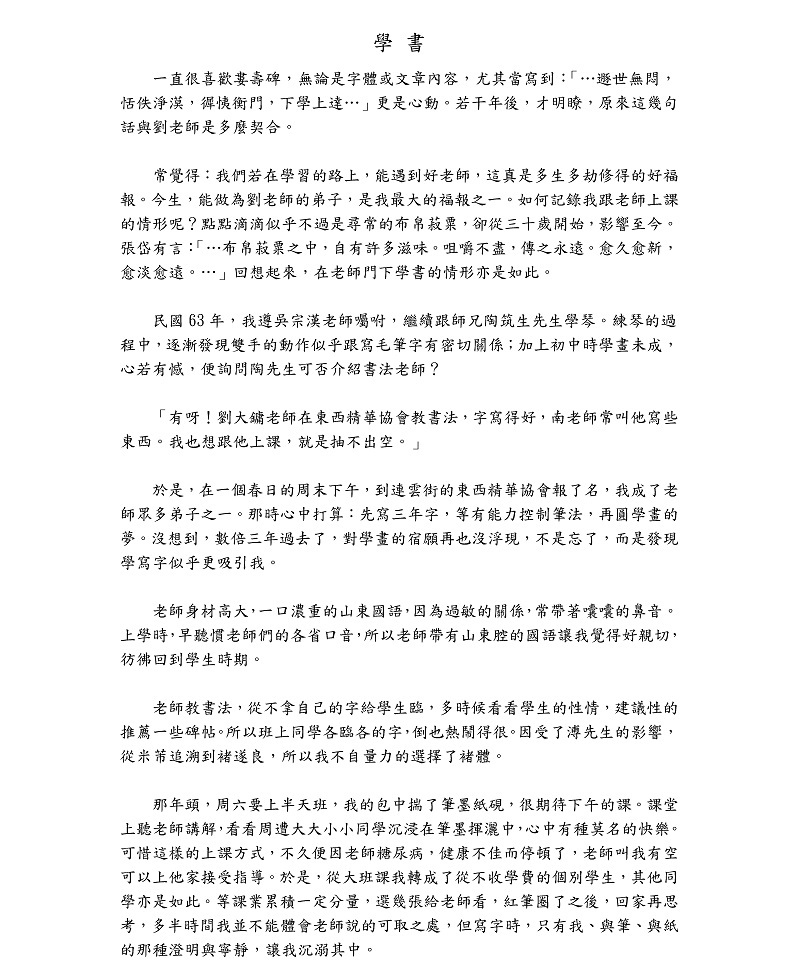 學 書
一直很喜歡婁壽碑，無論是字體或文章內容，尤其當寫到：「…遯世無悶，
恬佚淨漠，徲恞衡門，下學上達…」更是心動。若干年後，才明瞭，原來這幾句
話與劉老師是多麼契合。
常覺得：我們若在學習的路上，能遇到好老師，這真是多生多劫修得的好福
報。今生，能做為劉老師的弟子，是我最大的福報之一。如何記錄我跟老師上課
的情形呢？點點滴滴似乎不過是尋常的布帛菽粟，卻從三十歲開始，影響至今。
張岱有言：「…布帛菽粟之中，自有許多滋味。咀嚼不盡，傳之永遠。愈久愈新，
愈淡愈遠。…」回想起來，在老師門下學書的情形亦是如此。
民國 63 年，我遵吳宗漢老師囑咐，繼續跟師兄陶筑生先生學琴。練琴的過
程中，逐漸發現雙手的動作似乎跟寫毛筆字有密切關係；加上初中時學畫未成，
心若有憾，便詢問陶先生可否介紹書法老師？
「有呀！劉大鏞老師在東西精華協會教書法，字寫得好，南老師常叫他寫些
東西。我也想跟他上課，就是抽不出空。」
於是，在一個春日的周末下午，到連雲街的東西精華協會報了名，我成了老
師眾多弟子之一。那時心中打算：先寫三年字，等有能力控制筆法，再圓學畫的
夢。沒想到，數倍三年過去了，對學畫的宿願再也沒浮現，不是忘了，而是發現
學寫字似乎更吸引我。
老師身材高大，一口濃重的山東國語，因為過敏的關係，常帶著囔囔的鼻音。
上學時，早聽慣老師們的各省口音，所以老師帶有山東腔的國語讓我覺得好親切，
彷彿回到學生時期。
老師教書法，從不拿自己的字給學生臨，多時候看看學生的性情，建議性的
推薦一些碑帖。所以班上同學各臨各的字，倒也熱鬧得很。因受了溥先生的影響，
從米芾追溯到褚遂良，所以我不自量力的選擇了褚體。
那年頭，周六要上半天班，我的包中揣了筆墨紙硯，很期待下午的課。課堂
上聽老師講解，看看周遭大大小小同學沉浸在筆墨揮灑中，心中有種莫名的快樂。
可惜這樣的上課方式，不久便因老師糖尿病，健康不佳而停頓了，老師叫我有空
可以上他家接受指導。於是，從大班課我轉成了從不收學費的個別學生，其他同
學亦是如此。等課業累積一定分量，選幾張給老師看，紅筆圈了之後，回家再思
考，多半時間我並不能體會老師說的可取之處，但寫字時，只有我、與筆、與紙
的那種澄明與寧靜，讓我沉溺其中。